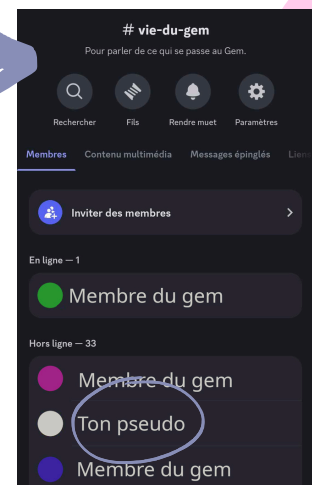 # vie-du-gem
Pour parler de ce qui se passe au Gem.
Rechercher Fils Rendre muet Paramètres
Membres Contenu multimédia Messages épinglés Liens
Inviter des membres
En ligne — 1
Membre du gem
Hors ligne — 33
Membre du gem
Ton pseudo
Membre du gem